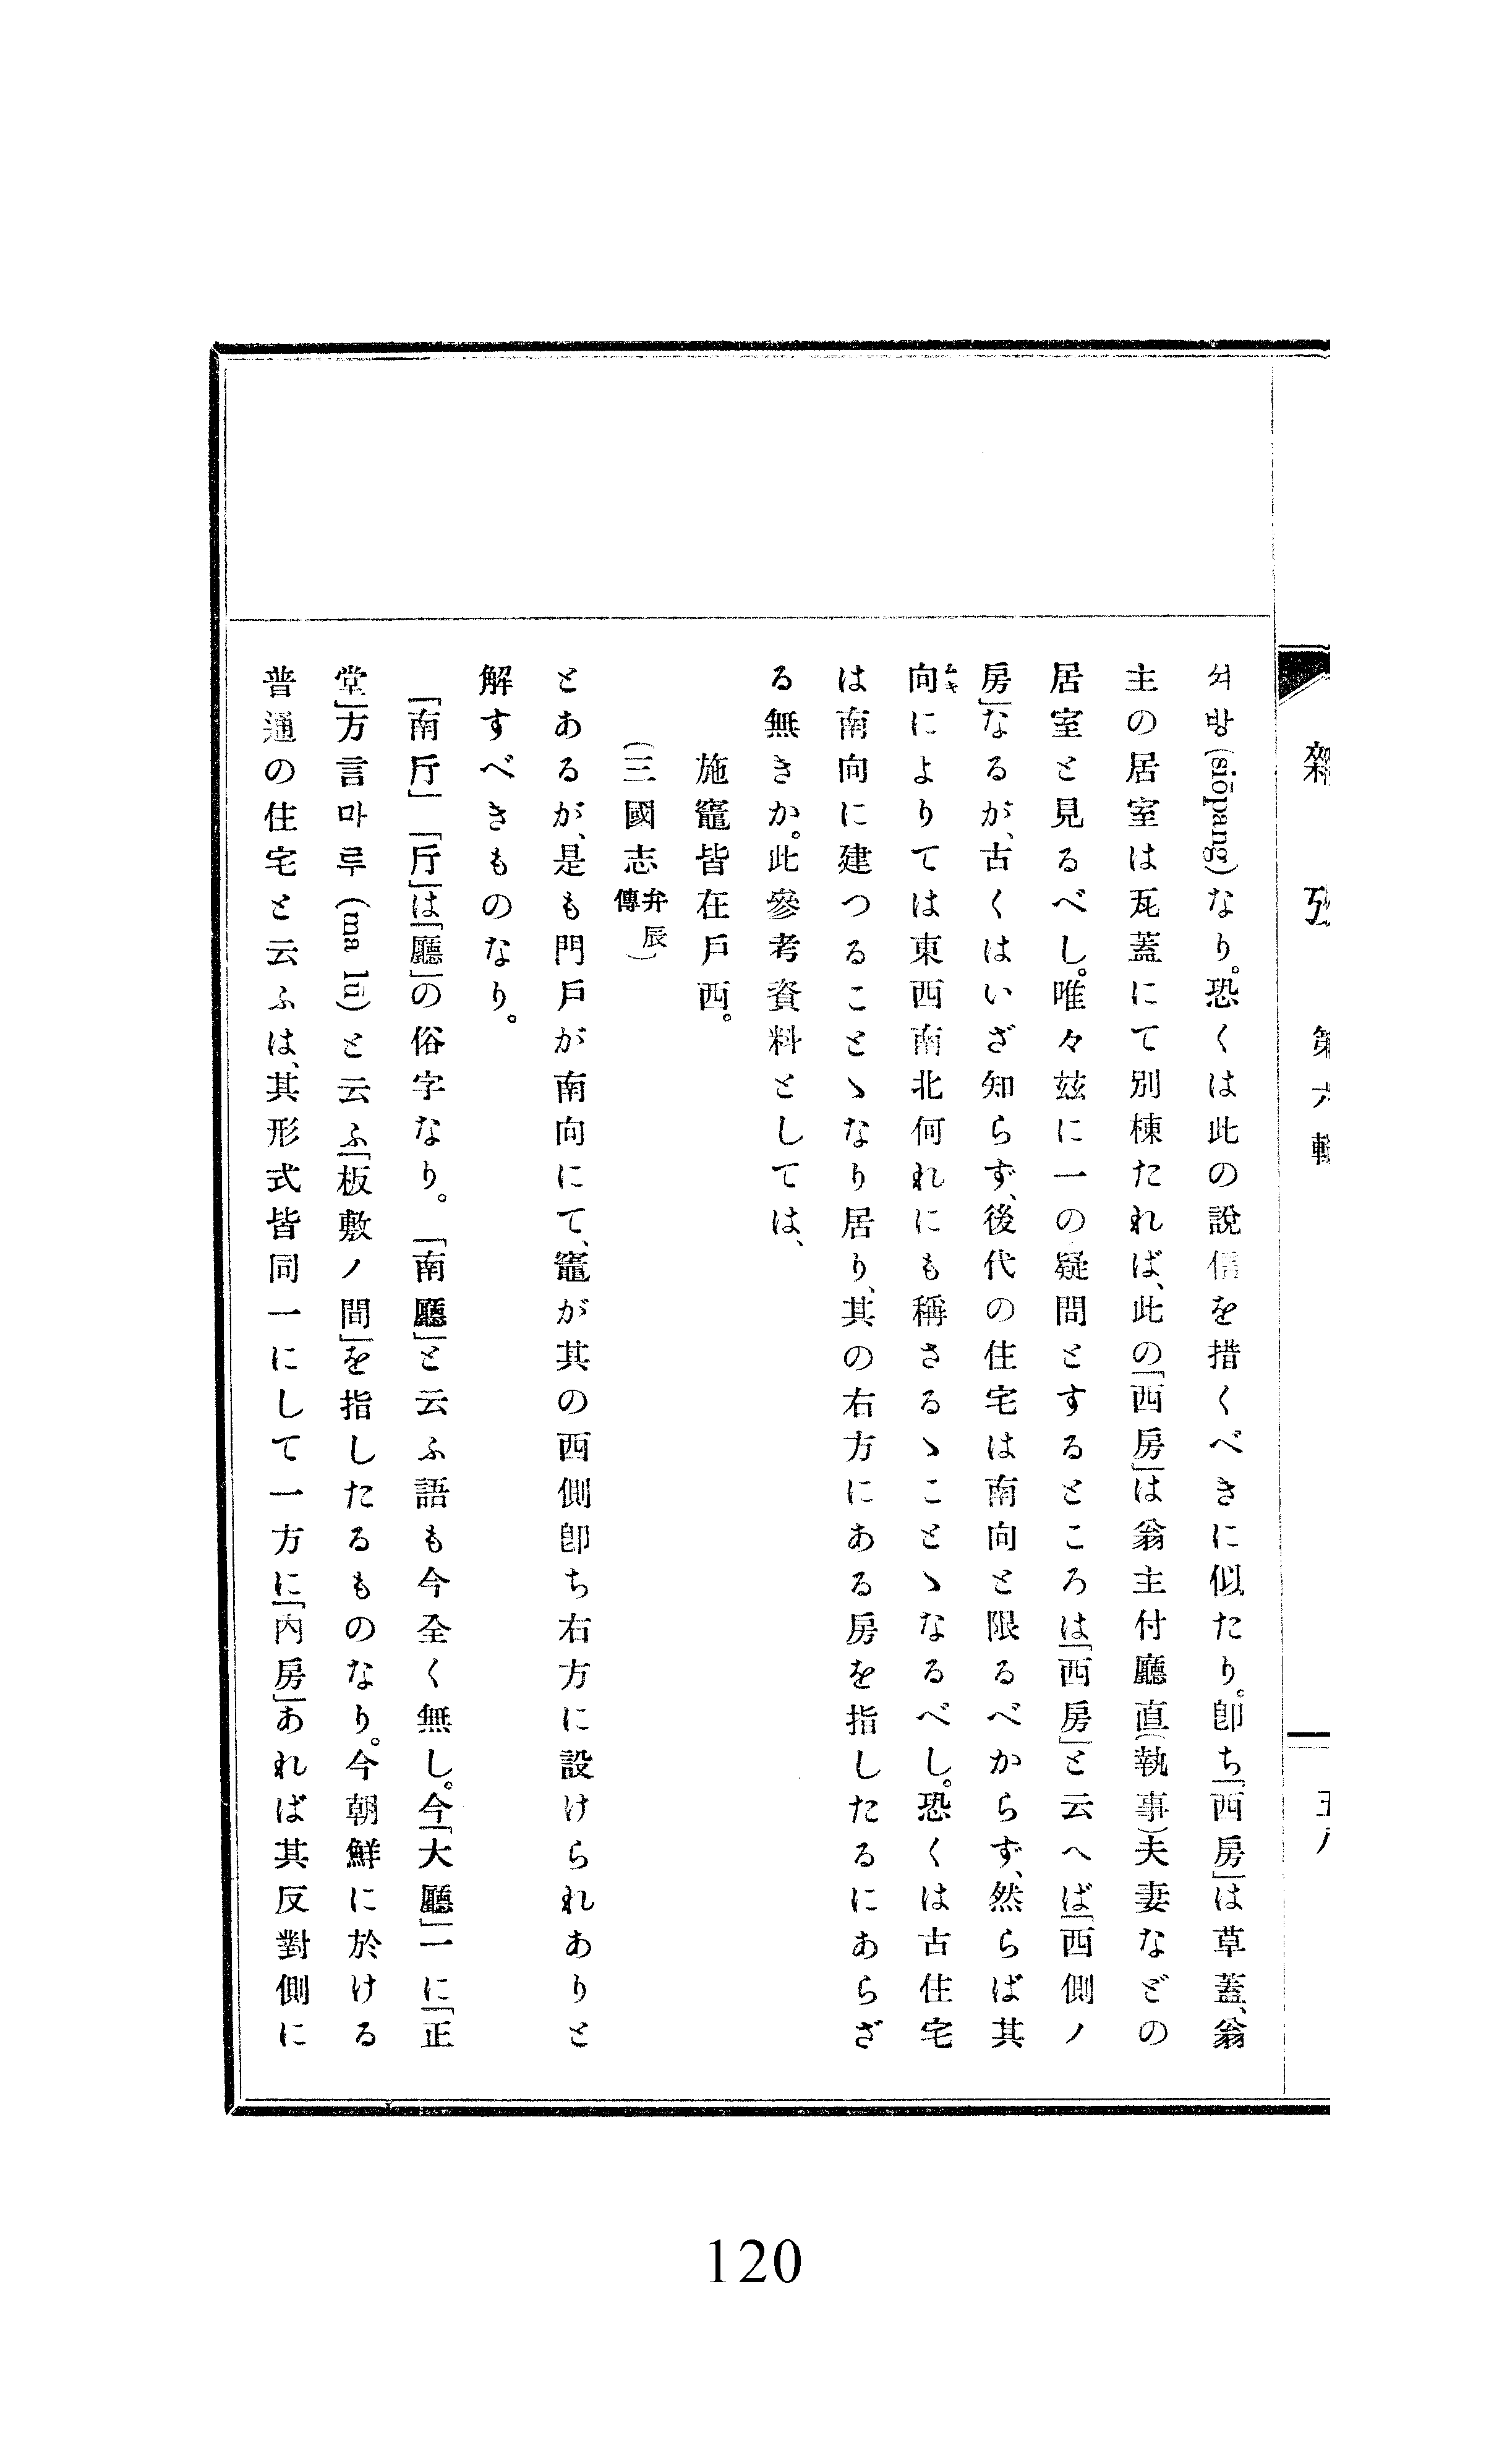 雜攷 第六輯
五八
셔방(siŏpang)なり。恐くは此の說信を措くべきに似たり。卽ち「西房」は草蓋、翁
主の居室は瓦蓋にて別棟たれば、此の「西房」は翁主付廳直(執事)夫妻などの
居室と見るべし。唯々玆に一の疑問とするところは「西房」と云へば「西側ノ
房」なるが、古くはいざ知らず、後代の住宅は南向と限るべからず、然らば其
向ムキによりては東西南北何れにも稱さるゝことゝなるべし。恐くは古住宅
は南向に建つることゝなり居り、其の右方にある房を指したるにあらざ
る無きか。此參考資料としては、
施竈皆在戶西。
(三國志弁辰傳)
とあるが、是も門戶が南向にて、竈が其の西側卽ち右方に設けられありと
解すべきものなり。
「南斤」「斤」は「廳」の俗字なり。「南廳」と云ふ語も今全く無し。今「大廳」一に「正
堂」方言마루(ma lu)と云ふ「板敷ノ間」を指したるものなり。今朝鮮に於ける
普通の住宅と云ふは、其形式皆同一にして一方に「內房」あれば其反對側に
120